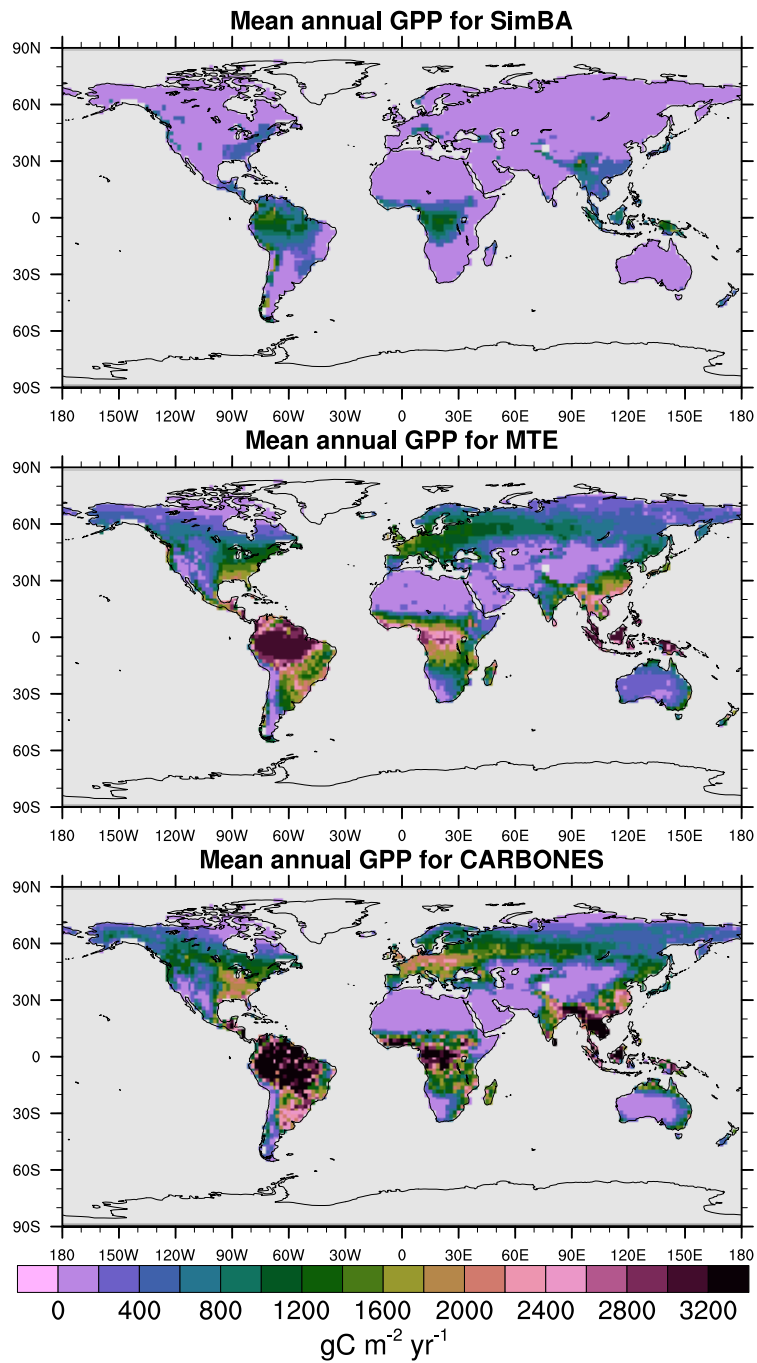 Mean annual GPP for SimBA
90N
60N
30N
0
30S
60S
90S
180 150W 120W 90W 60W 30W 0 30E 60E 90E 120E 150E 180
Mean annual GPP for MTE
90N
60N
30N
0
30S
60S
90S
180 150W 120W 90W 60W 30W 0 30E 60E 90E 120E 150E 180
Mean annual GPP for CARBONES
90N
60N
30N
0
30S
60S
90S
180 150W 120W 90W 60W 30W 0 30E 60E 90E 120E 150E 180
0 400 800 1200 1600 2000 2400 2800 3200
gC m⁻² yr⁻¹